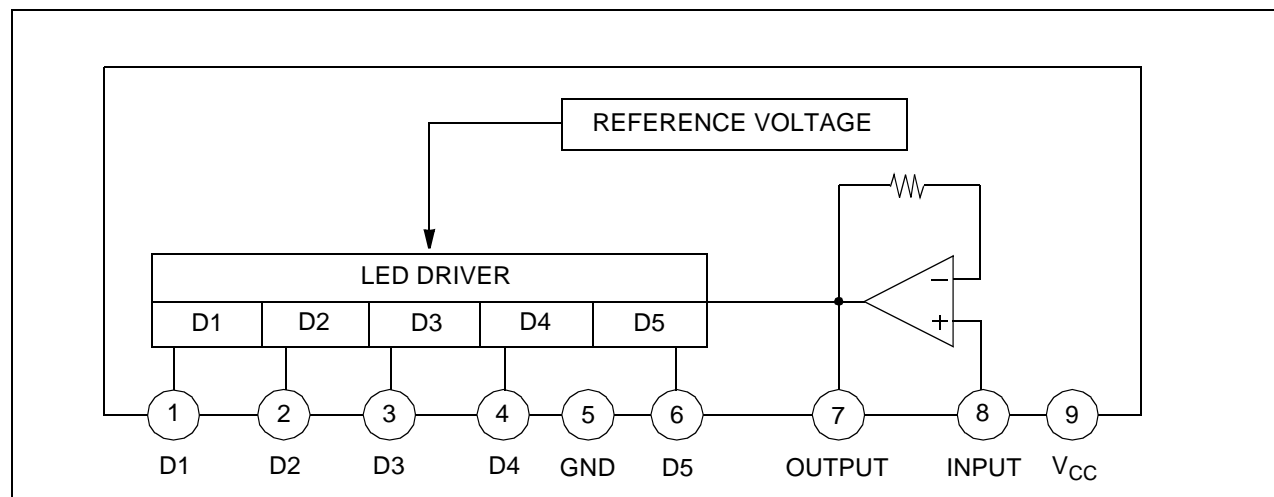 REFERENCE VOLTAGE
LED DRIVER
D1 D2 D3 D4 D5
−
+
1 2 3 4 5 6 7 8 9
D1 D2 D3 D4 GND D5 OUTPUT INPUT VCC